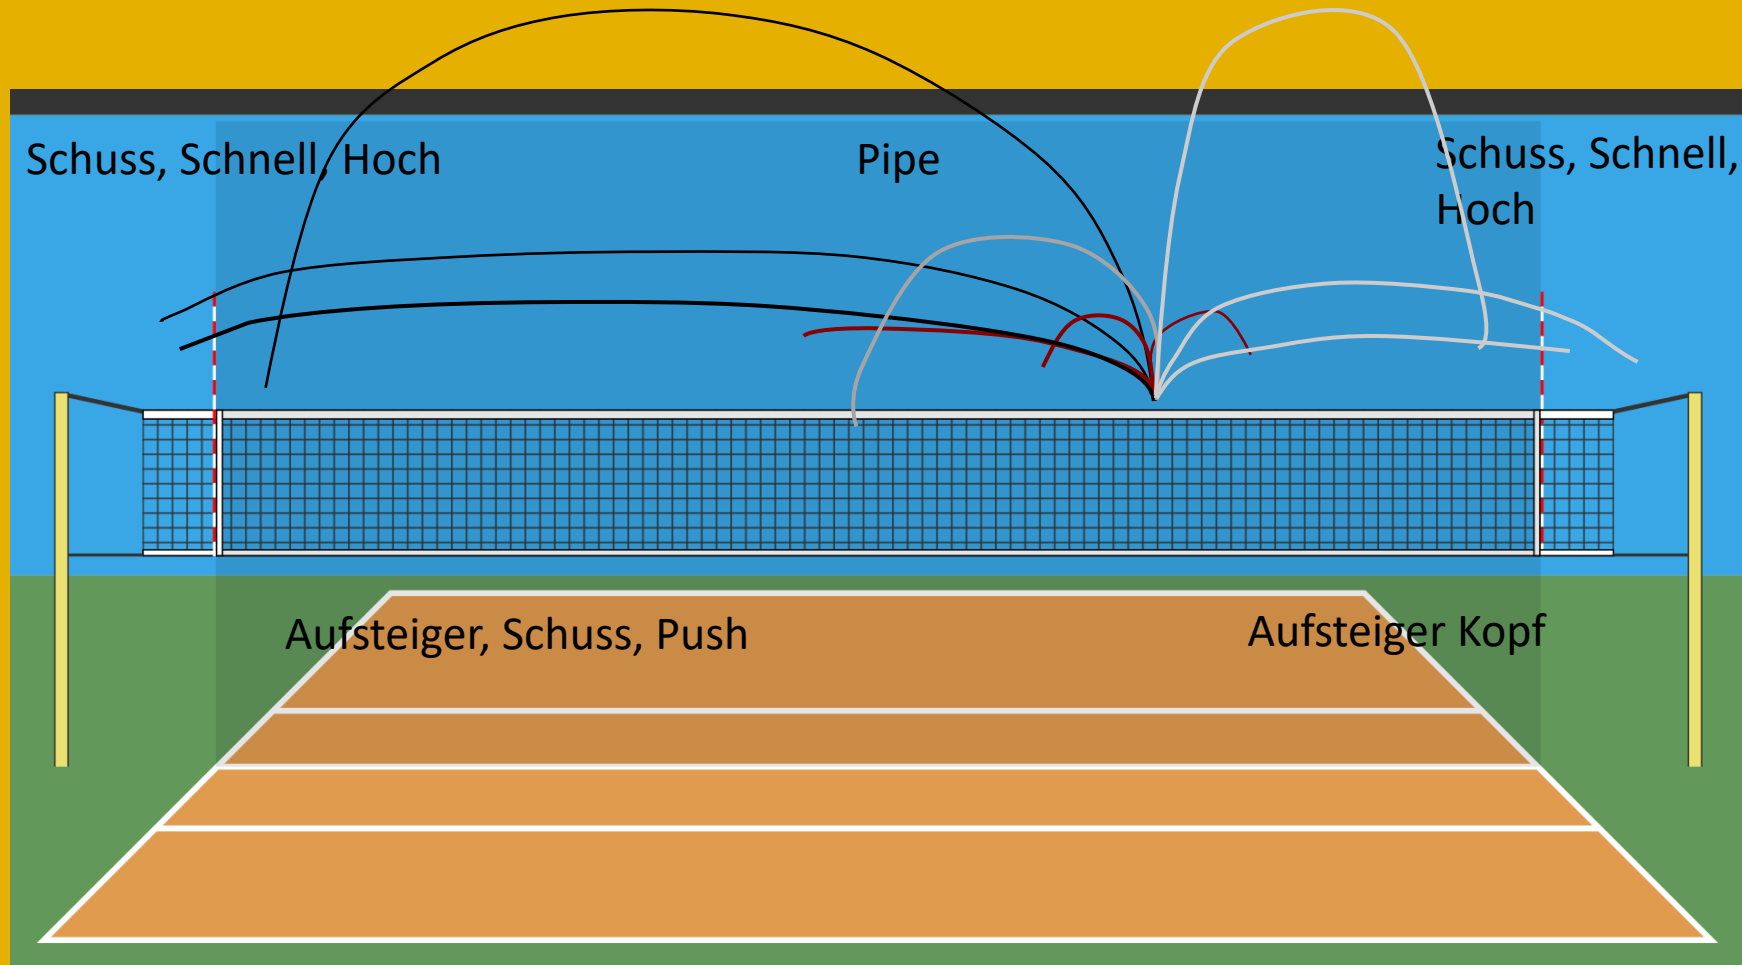 Schuss, Schnell, Hoch
Pipe
Schuss, Schnell,
Hoch
Aufsteiger, Schuss, Push
Aufsteiger Kopf